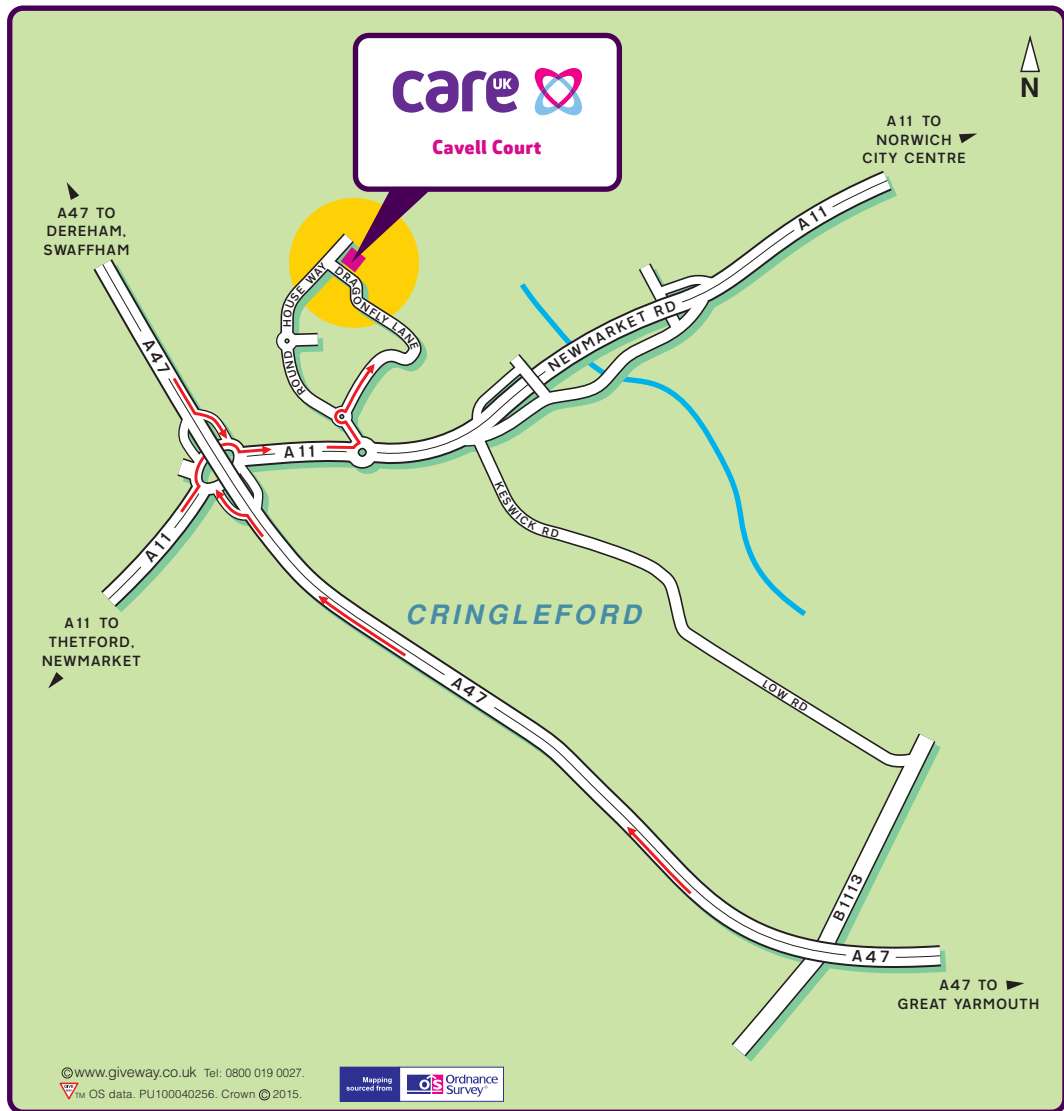 care UK
Cavell Court
N
A11 TO
NORWICH
CITY CENTRE
A47 TO
DEREHAM,
SWAFFHAM
A11
HOUSE WAY
DRAGONFLY LANE
NEWMARKET RD
A47
ROUND
A11
KESWICK RD
A11
CRINGLEFORD
A11 TO
THETFORD,
NEWMARKET
A47
LOW RD
B1113
A47
A47 TO
GREAT YARMOUTH
©www.giveway.co.uk Tel: 0800 019 0027.
GIVE WAY TM OS data. PU100040256. Crown © 2015.
Mapping
sourced from
OS Ordnance
Survey®